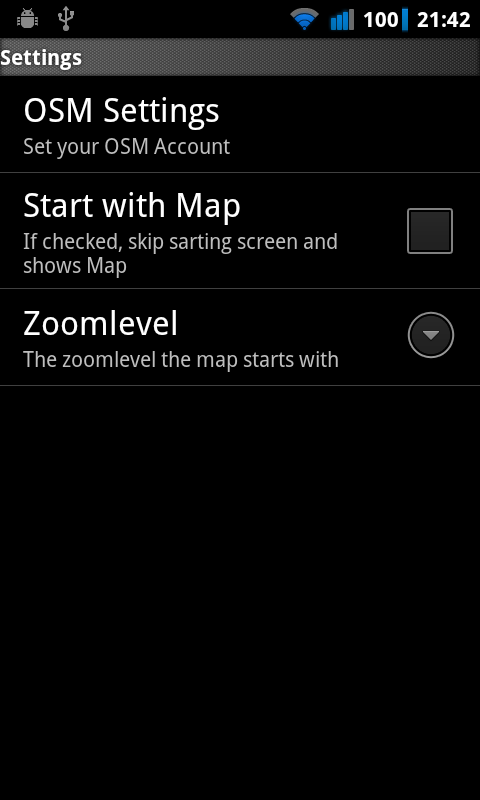 100 21:42
Settings
OSM Settings
Set your OSM Account
Start with Map
If checked, skip sarting screen and
shows Map
Zoomlevel
The zoomlevel the map starts with